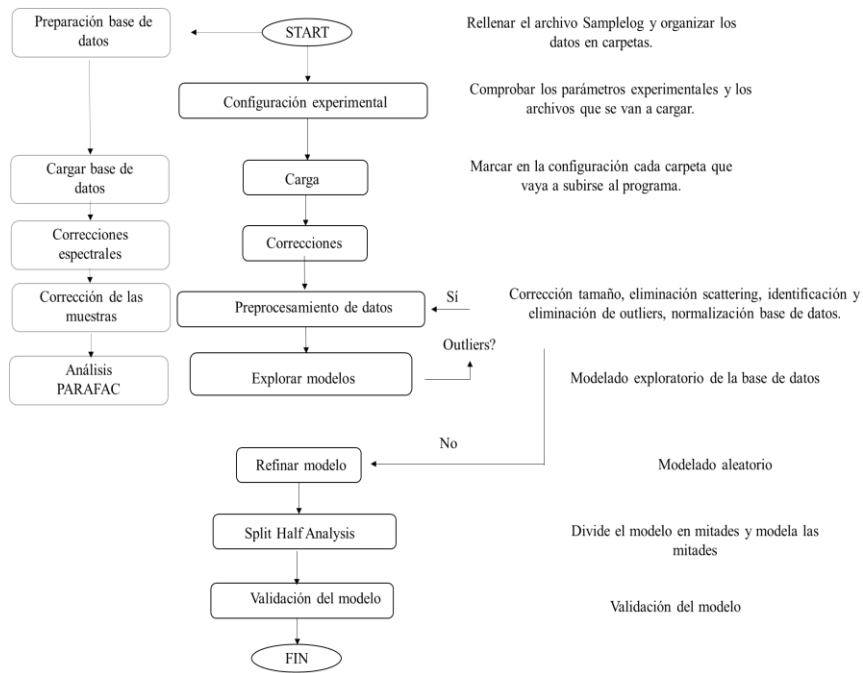 Preparación base de
datos
START
Rellenar el archivo Samplelog y organizar los
datos en carpetas.
Configuración experimental
Comprobar los parámetros experimentales y los
archivos que se van a cargar.
Cargar base de
datos
Carga
Marcar en la configuración cada carpeta que
vaya a subirse al programa.
Correcciones
espectrales
Correcciones
Corrección de las
muestras
Preprocesamiento de datos
Sí
Corrección tamaño, eliminación scattering, identificación y
eliminación de outliers, normalización base de datos.
Outliers?
Análisis
PARAFAC
Explorar modelos
Modelado exploratorio de la base de datos
No
Refinar modelo
Modelado aleatorio
Split Half Analysis
Divide el modelo en mitades y modela las
mitades
Validación del modelo
Validación del modelo
FIN